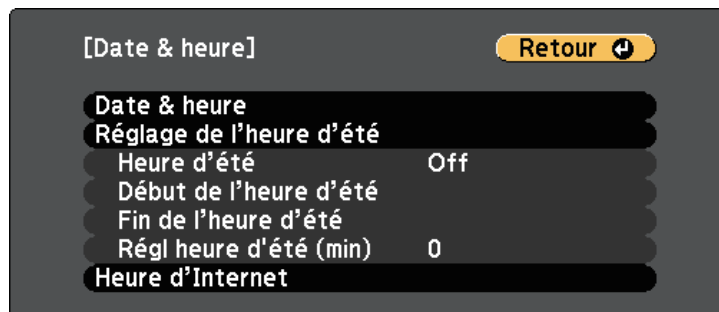 [Date & heure]
Retour
Date & heure
Réglage de l’heure d’été
Heure d’été Off
Début de l’heure d’été
Fin de l’heure d’été
Régl heure d'été (min) 0
Heure d’Internet